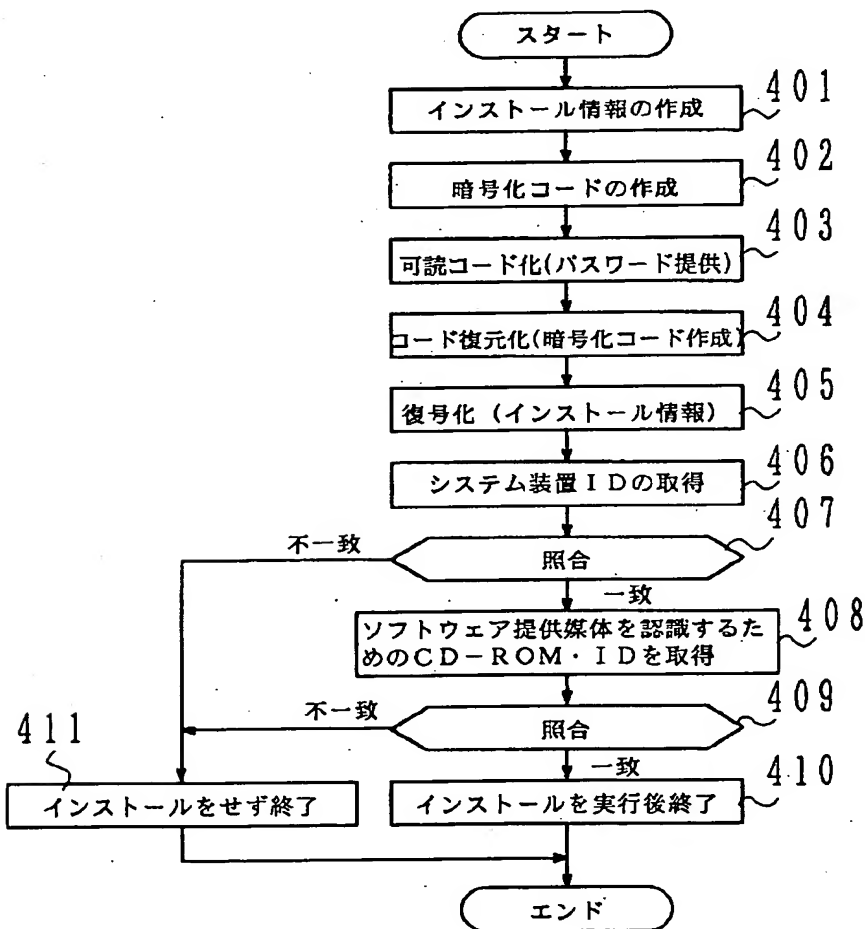 スタート
401
インストール情報の作成
402
暗号化コードの作成
403
可読コード化(パスワード提供)
404
コード復元化(暗号化コード作成)
405
復号化(インストール情報)
406
システム装置IDの取得
407
不一致
照合
一致
408
ソフトウェア提供媒体を認識するた
めのCD-ROM・IDを取得
409
不一致
照合
411
一致
410
インストールをせず終了
インストールを実行後終了
エンド